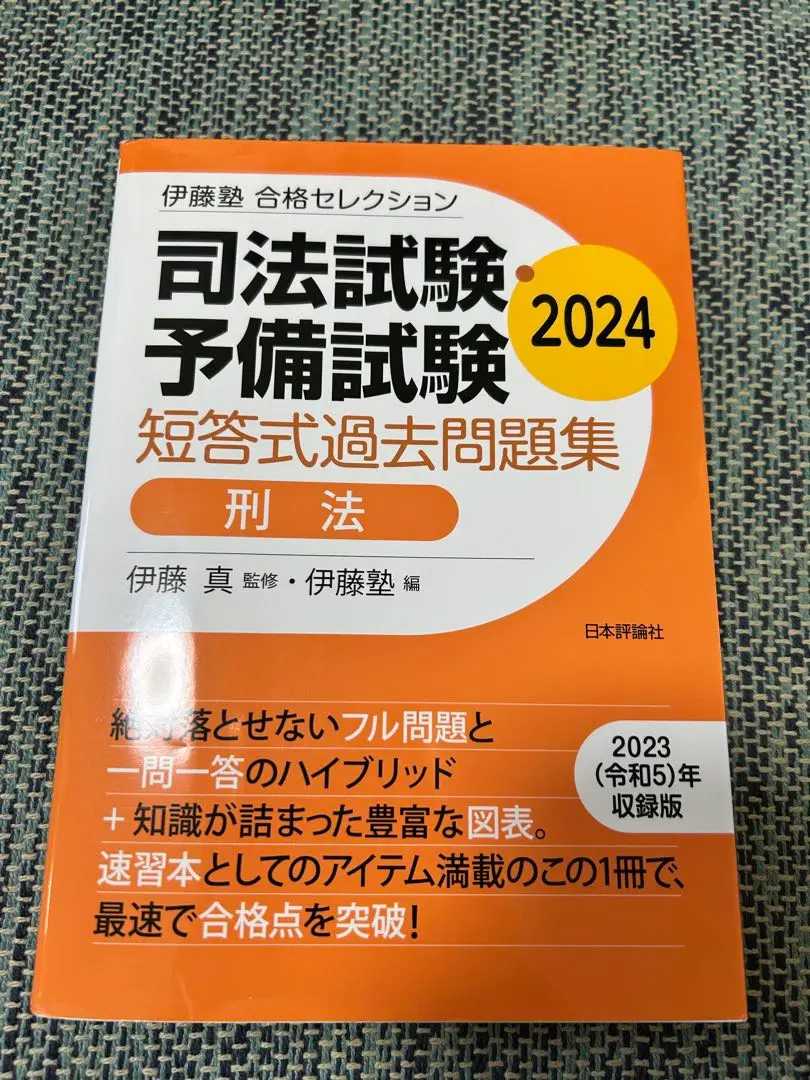 伊藤塾 合格セレクション
司法試験・
予備試験
2024
短答式過去問題集
刑 法
伊藤 真 監修・伊藤塾 編
日本評論社
絶対落とせないフル問題と
一問一答のハイブリッド
+ 知識が詰まった豊富な図表。
速習本としてのアイテム満載のこの1冊で、
最速で合格点を突破!
2023
(令和5)年
収録版